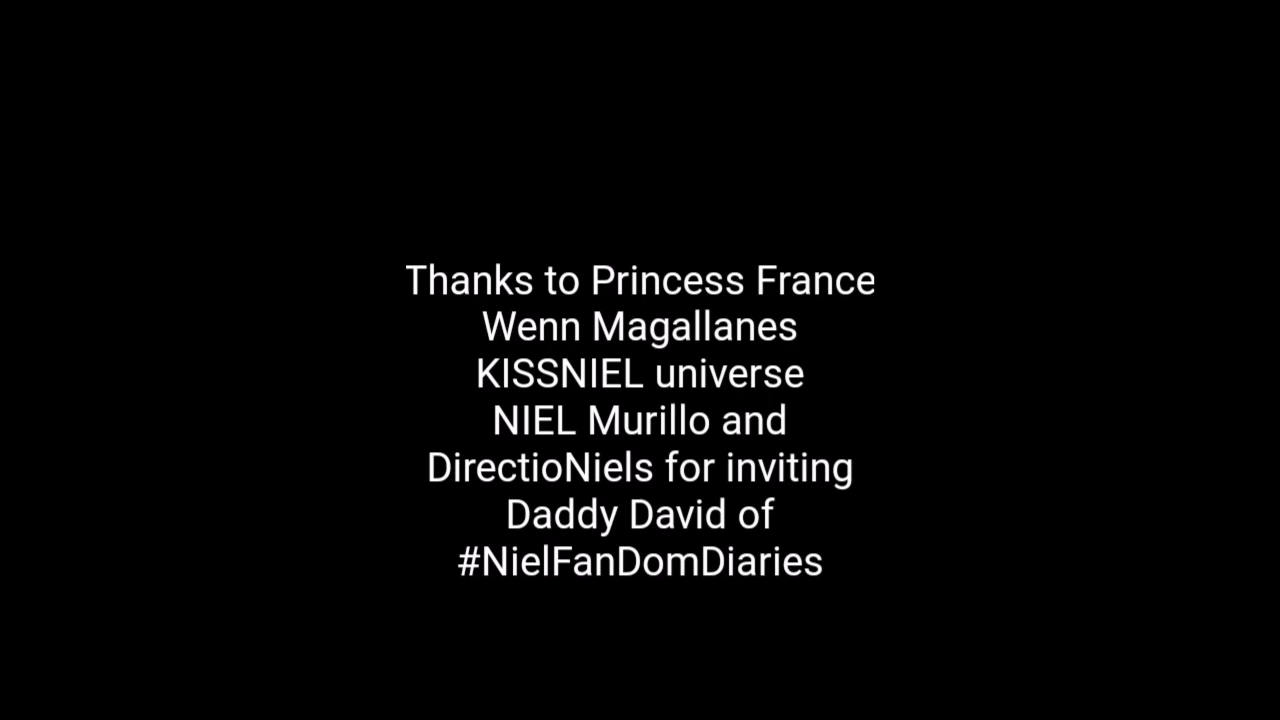 Thanks to Princess France
Wenn Magallanes
KISSNIEL universe
NIEL Murillo and
DirectioNiels for inviting
Daddy David of
#NielFanDomDiaries